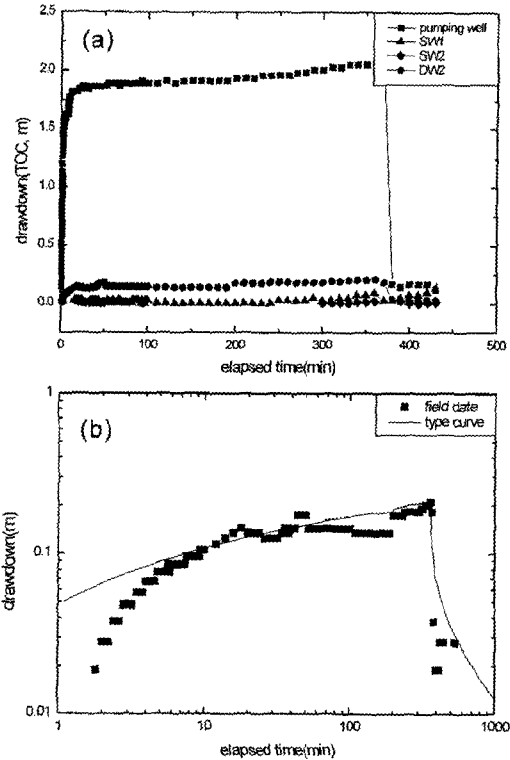 (a)
pumping well
SW1
SW2
DW2
drawdown(TOC, m)
2.5
2.0
1.5
1.0
0.5
0.0
0
100
200
300
400
500
elapsed time(min)
(b)
field date
type curve
drawdown(m)
1
0.1
0.01
1
10
100
1000
elapsed time(min)